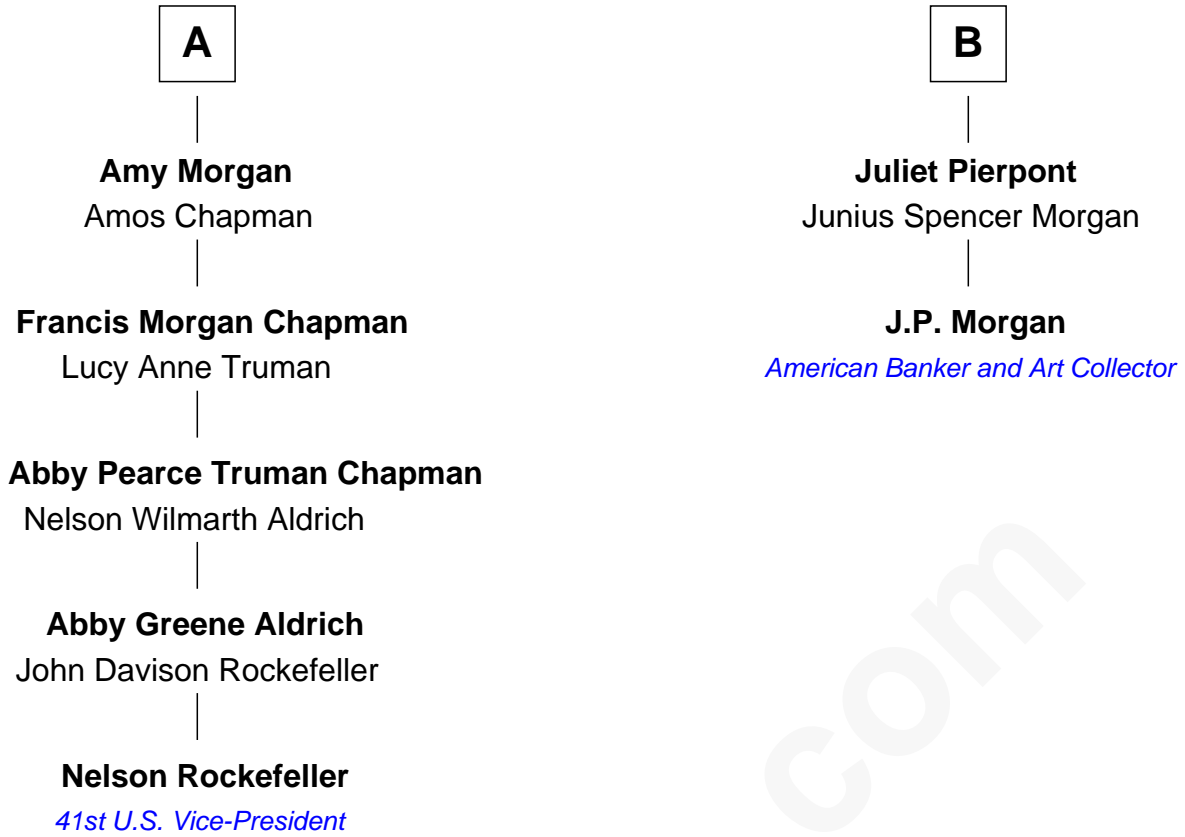 A
Amy Morgan
Amos Chapman
Francis Morgan Chapman
Lucy Anne Truman
Abby Pearce Truman Chapman
Nelson Wilmarth Aldrich
Abby Greene Aldrich
John Davison Rockefeller
Nelson Rockefeller
41st U.S. Vice-President
B
Juliet Pierpont
Junius Spencer Morgan
J.P. Morgan
American Banker and Art Collector
com